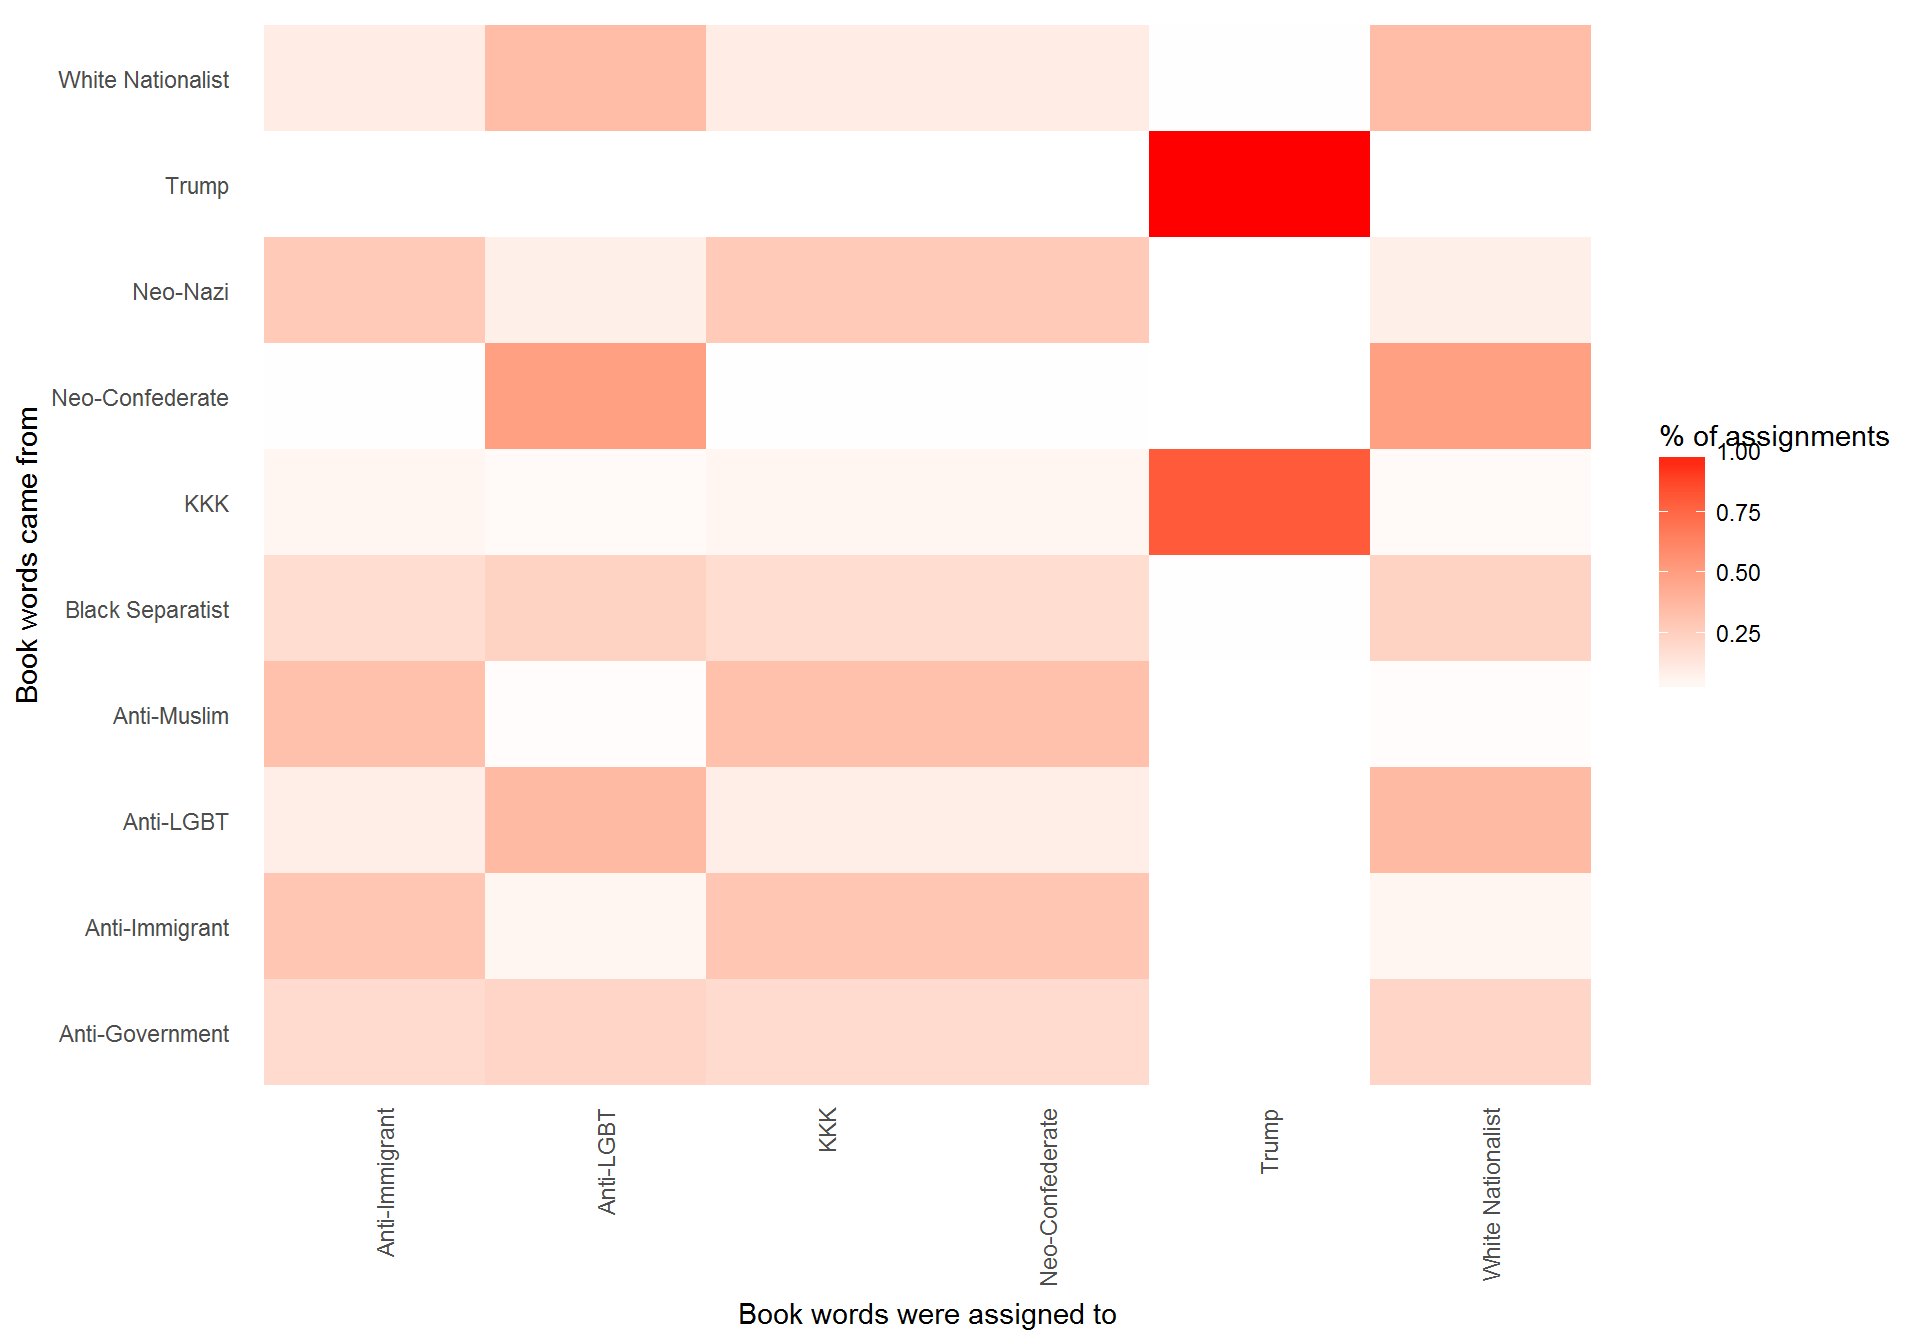 White Nationalist
Trump
Neo-Nazi
Neo-Confederate
KKK
Black Separatist
Anti-Muslim
Anti-LGBT
Anti-Immigrant
Anti-Government
Book words came from
Anti-Immigrant
Anti-LGBT
KKK
Neo-Confederate
Trump
White Nationalist
Book words were assigned to
% of assignments
1.00
0.75
0.50
0.25